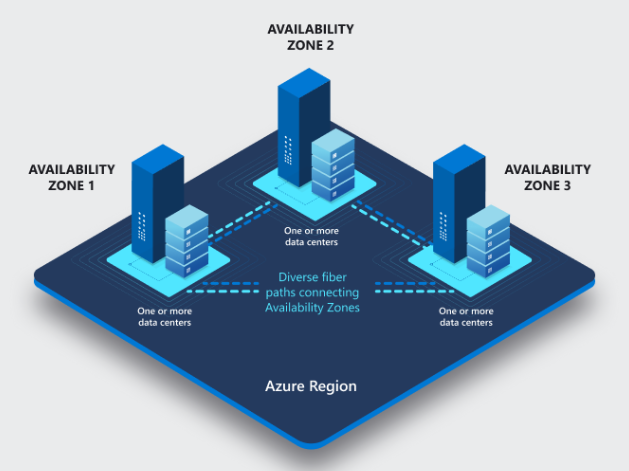 AVAILABILITY
ZONE 2
AVAILABILITY
ZONE 1
AVAILABILITY
ZONE 3
One or more
data centers
Diverse fiber
paths connecting
Availability Zones
One or more
data centers
One or more
data centers
Azure Region